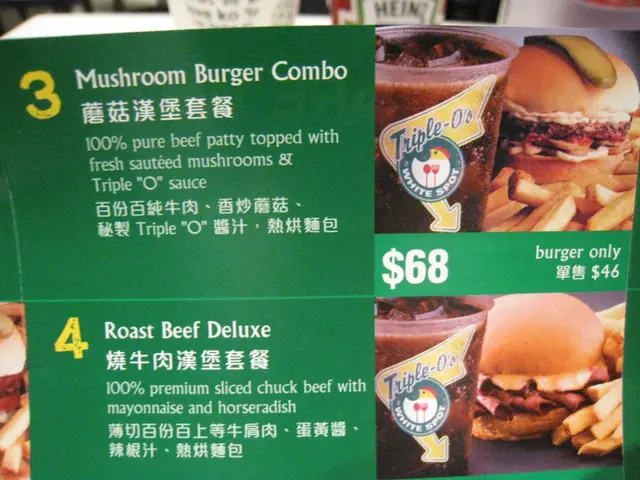 HEINZ
3
Mushroom Burger Combo
蘑菇漢堡套餐
100% pure beef patty topped with
fresh sautéed mushrooms &
Triple "O" sauce
百份百純牛肉、香炒蘑菇、
秘製 Triple "O" 醬汁，熱烘麵包
Triple-O's
by WHITE SPOT
$68
burger only
單售 $46
4
Roast Beef Deluxe
燒牛肉漢堡套餐
100% premium sliced chuck beef with
mayonnaise and horseradish
薄切百份百上等牛肩肉、蛋黃醬、
辣根汁、熱烘麵包
Triple-O's
by WHITE SPOT